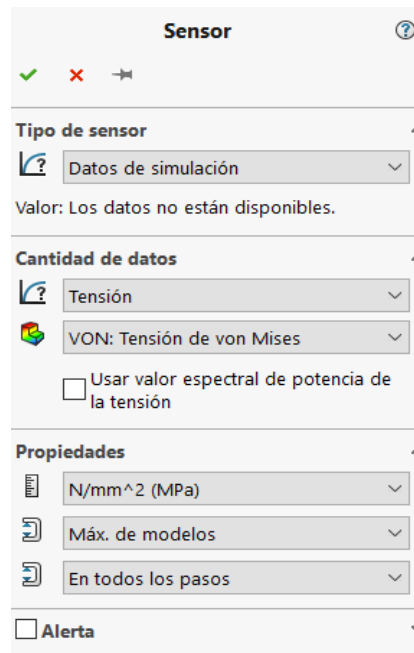 Sensor
Tipo de sensor
Datos de simulación
Valor: Los datos no están disponibles.
Cantidad de datos
Tensión
VON: Tensión de von Mises
Usar valor espectral de potencia de
la tensión
Propiedades
N/mm^2 (MPa)
Máx. de modelos
En todos los pasos
Alerta